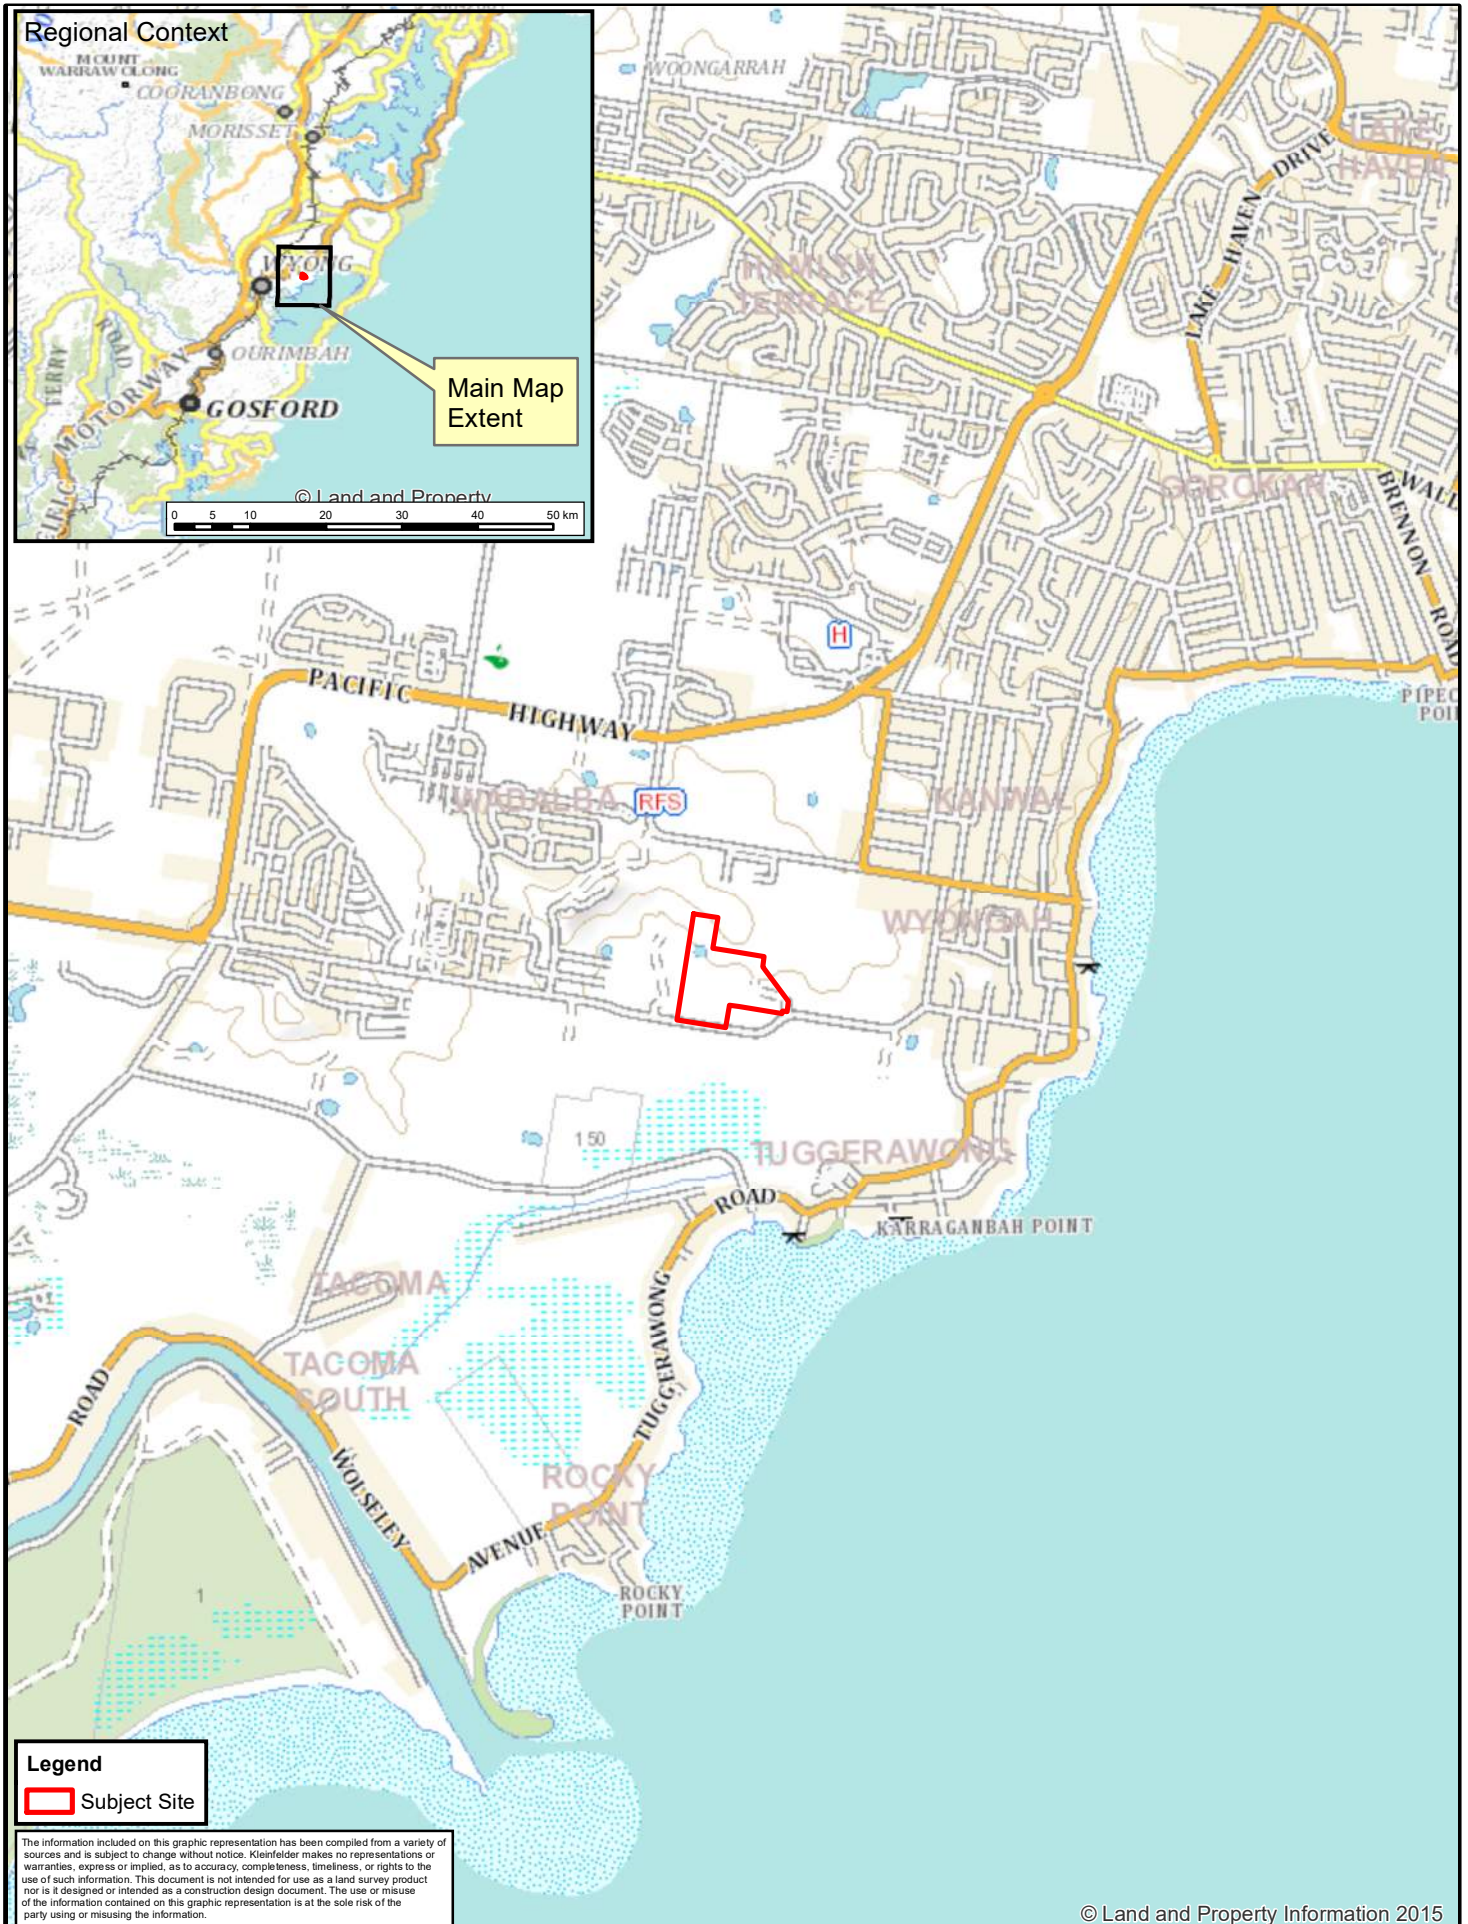 Regional Context
MOUNT
WARRAWOLONG
COORANBONG
MORISSET
WYONG
OURIMBAH
ROAD
MOTORWAY
GOSFORD
Main Map
Extent
© Land and Property
0 5 10 20 30 40 50 km
WOONGARRAH
LAKE
HAVEN
LAKE HAVEN DRIVE
HAMLYN
TERRACE
GOROKAN
WALL
BRENNON ROAD
H
PACIFIC HIGHWAY
PIPEC
POI
WADALBA
RFS
KANWAL
WYONGAH
1 50
TUGGERAWONG
ROAD
KARRAGANBAH POINT
TACOMA
TUGGERAWONG
TACOMA
SOUTH
ROAD
WOLSELEY
ROCKY
POINT
AVENUE
ROCKY
POINT
1
Legend
Subject Site
The information included on this graphic representation has been compiled from a variety of
sources and is subject to change without notice. Kleinfelder makes no representations or
warranties, express or implied, as to accuracy, completeness, timeliness, or rights to the
use of such information. This document is not intended for use as a land survey product
nor is it designed or intended as a construction design document. The use or misuse
of the information contained on this graphic representation is at the sole risk of the
party using or misusing the information.
© Land and Property Information 2015